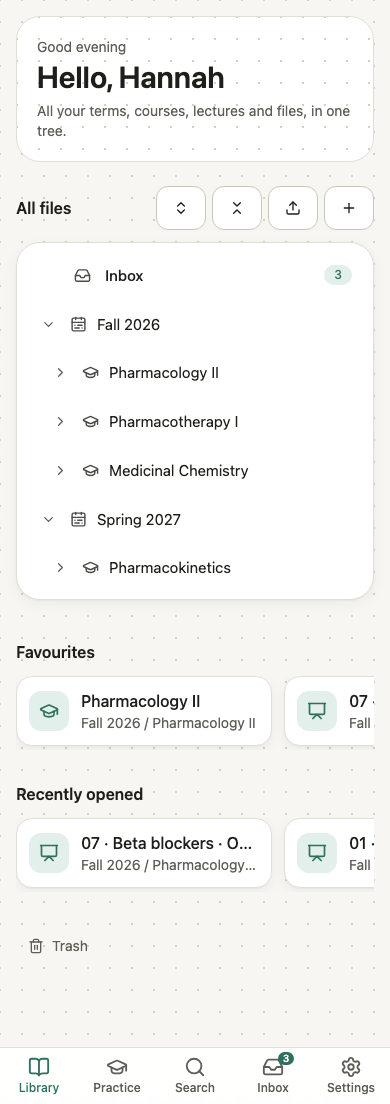 Good evening
Hello, Hannah
All your terms, courses, lectures and files, in one
tree.
All files
Inbox
3
Fall 2026
Pharmacology II
Pharmacotherapy I
Medicinal Chemistry
Spring 2027
Pharmacokinetics
Favourites
Pharmacology II
07 ·
Fall 2026 / Pharmacology II
Fall
Recently opened
07 · Beta blockers · O...
01 ·
Fall 2026 / Pharmacology...
Fall
Trash
3
Library
Practice
Search
Inbox
Settings